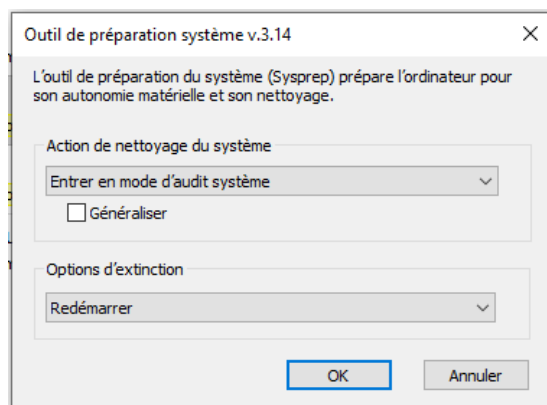 Outil de préparation système v.3.14
L'outil de préparation du système (Sysprep) prépare l'ordinateur pour
son autonomie matérielle et son nettoyage.
Action de nettoyage du système
Entrer en mode d'audit système
Généraliser
Options d'extinction
Redémarrer
OK Annuler